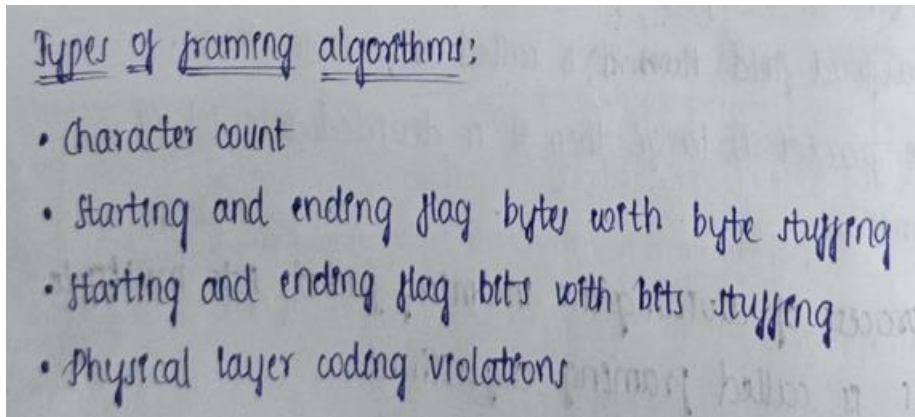 Types of framing algorithms:
• Character count
• Starting and ending flag bytes with byte stuffing
• Starting and ending flag bits with bits stuffing
• Physical layer coding violations